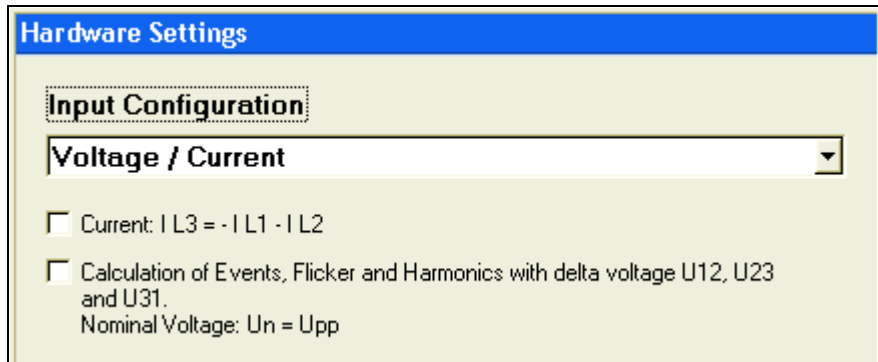 Hardware Settings
Input Configuration
Voltage / Current
Current: I L3 = - I L1 - I L2
Calculation of Events, Flicker and Harmonics with delta voltage U12, U23
and U31.
Nominal Voltage: Un = Upp